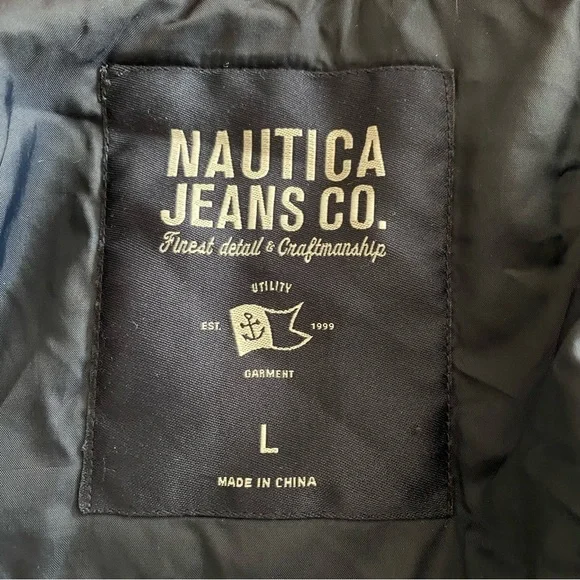 NAUTICA
JEANS CO.
Finest detail & Craftmanship
UTILITY
EST. 1999
GARMENT
L
MADE IN CHINA